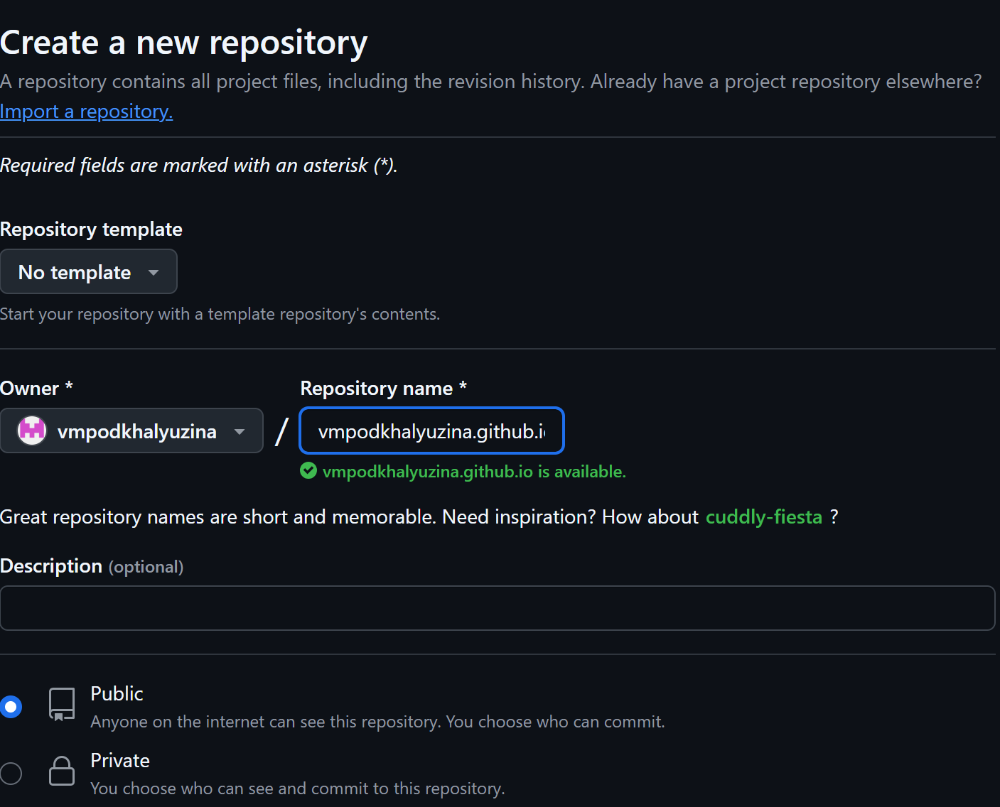 Create a new repository
A repository contains all project files, including the revision history. Already have a project repository elsewhere?
Import a repository.
Required fields are marked with an asterisk (*).
Repository template
No template
Start your repository with a template repository's contents.
Owner *
Repository name *
vmpodkhalyuzina
/
vmpodkhalyuzina.github.i
vmpodkhalyuzina.github.io is available.
Great repository names are short and memorable. Need inspiration? How about cuddly-fiesta ?
Description (optional)
Public
Anyone on the internet can see this repository. You choose who can commit.
Private
You choose who can see and commit to this repository.